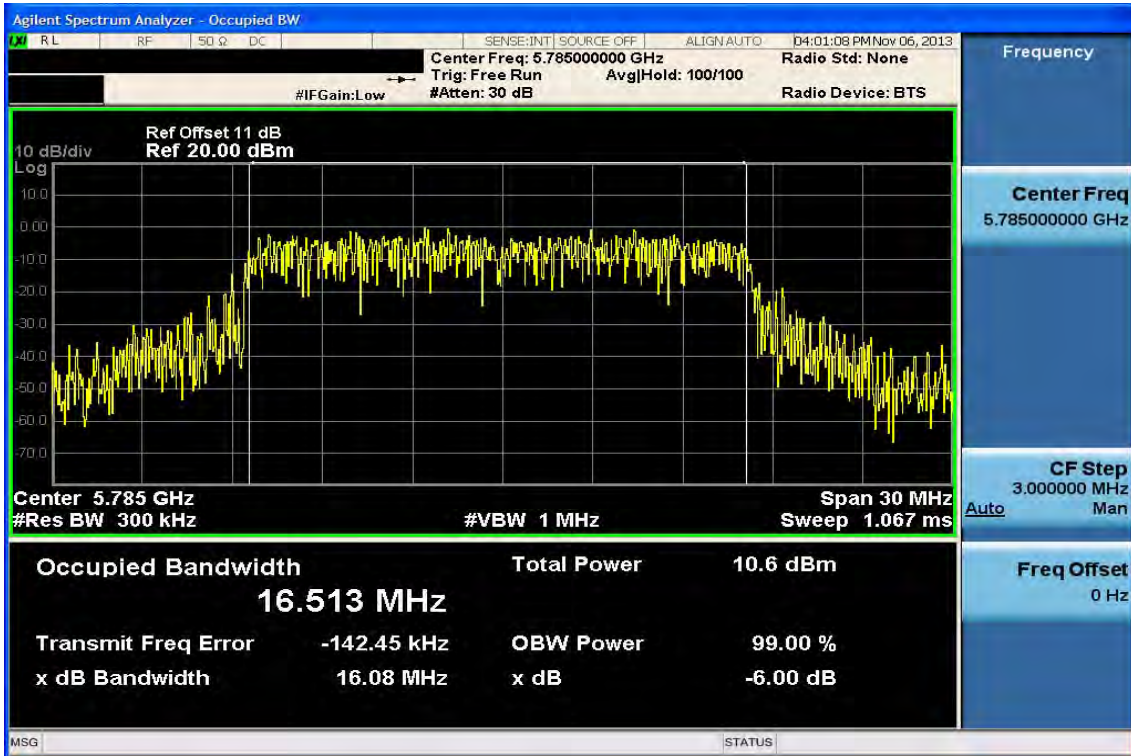 Agilent Spectrum Analyzer - Occupied BW
LXI RL RF 50 Ω DC SENSE:INT SOURCE OFF ALIGN AUTO 04:01:08 PM Nov 06, 2013
Center Freq: 5.785000000 GHz Radio Std: None
Trig: Free Run Avg|Hold: 100/100
#IFGain:Low #Atten: 30 dB Radio Device: BTS
Frequency
Ref Offset 11 dB
10 dB/div Ref 20.00 dBm
Log
10.0
0.00
-10.0
-20.0
-30.0
-40.0
-50.0
-60.0
-70.0
Center 5.785 GHz Span 30 MHz
#Res BW 300 kHz #VBW 1 MHz Sweep 1.067 ms
Center Freq
5.785000000 GHz
CF Step
3.000000 MHz
Auto Man
Freq Offset
0 Hz
Occupied Bandwidth Total Power 10.6 dBm
16.513 MHz
Transmit Freq Error -142.45 kHz OBW Power 99.00 %
x dB Bandwidth 16.08 MHz x dB -6.00 dB
MSG STATUS